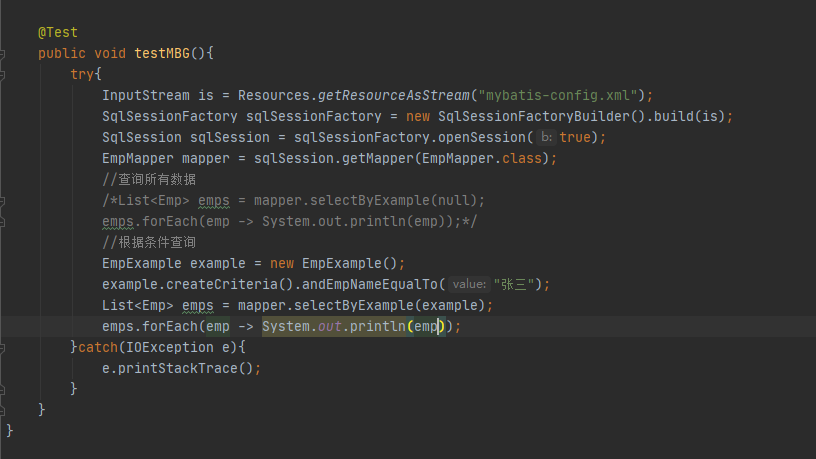 @Test
public void testMBG(){
try{
InputStream is = Resources.getResourceAsStream("mybatis-config.xml");
SqlSessionFactory sqlSessionFactory = new SqlSessionFactoryBuilder().build(is);
SqlSession sqlSession = sqlSessionFactory.openSession( b: true);
EmpMapper mapper = sqlSession.getMapper(EmpMapper.class);
//查询所有数据
/*List<Emp> emps = mapper.selectByExample(null);
emps.forEach(emp -> System.out.println(emp));*/
//根据条件查询
EmpExample example = new EmpExample();
example.createCriteria().andEmpNameEqualTo( value: "张三");
List<Emp> emps = mapper.selectByExample(example);
emps.forEach(emp -> System.out.println(emp));
}catch(IOException e){
e.printStackTrace();
}
}
}